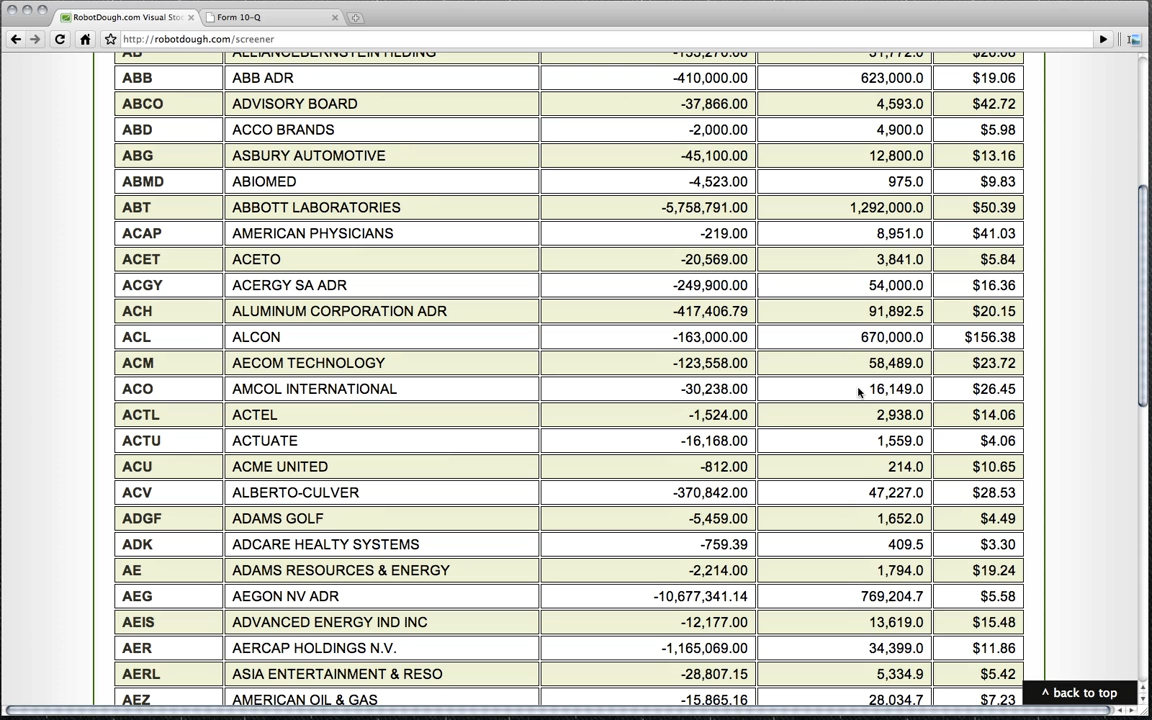 RobotDough.com Visual Stoc
Form 10-Q
http://robotdough.com/screener
AB ALLIANCEBERNSTEIN HLDING -155,270.00 31,772.0 $26.08
ABB ABB ADR -410,000.00 623,000.0 $19.06
ABCO ADVISORY BOARD -37,866.00 4,593.0 $42.72
ABD ACCO BRANDS -2,000.00 4,900.0 $5.98
ABG ASBURY AUTOMOTIVE -45,100.00 12,800.0 $13.16
ABMD ABIOMED -4,523.00 975.0 $9.83
ABT ABBOTT LABORATORIES -5,758,791.00 1,292,000.0 $50.39
ACAP AMERICAN PHYSICIANS -219.00 8,951.0 $41.03
ACET ACETO -20,569.00 3,841.0 $5.84
ACGY ACERGY SA ADR -249,900.00 54,000.0 $16.36
ACH ALUMINUM CORPORATION ADR -417,406.79 91,892.5 $20.15
ACL ALCON -163,000.00 670,000.0 $156.38
ACM AECOM TECHNOLOGY -123,558.00 58,489.0 $23.72
ACO AMCOL INTERNATIONAL -30,238.00 16,149.0 $26.45
ACTL ACTEL -1,524.00 2,938.0 $14.06
ACTU ACTUATE -16,168.00 1,559.0 $4.06
ACU ACME UNITED -812.00 214.0 $10.65
ACV ALBERTO-CULVER -370,842.00 47,227.0 $28.53
ADGF ADAMS GOLF -5,459.00 1,652.0 $4.49
ADK ADCARE HEALTY SYSTEMS -759.39 409.5 $3.30
AE ADAMS RESOURCES & ENERGY -2,214.00 1,794.0 $19.24
AEG AEGON NV ADR -10,677,341.14 769,204.7 $5.58
AEIS ADVANCED ENERGY IND INC -12,177.00 13,619.0 $15.48
AER AERCAP HOLDINGS N.V. -1,165,069.00 34,399.0 $11.86
AERL ASIA ENTERTAINMENT & RESO -28,807.15 5,334.9 $5.42
AEZ AMERICAN OIL & GAS -15,865.16 28,034.7 $7.23
^ back to top